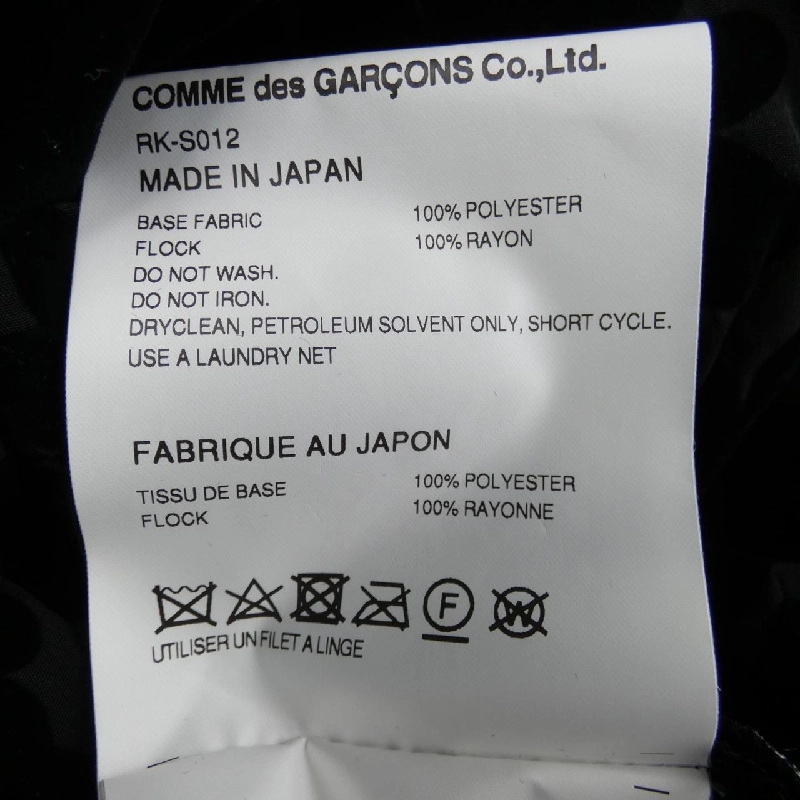 COMME des GARÇONS Co.,Ltd.
RK-S012
MADE IN JAPAN
BASE FABRIC 100% POLYESTER
FLOCK 100% RAYON
DO NOT WASH.
DO NOT IRON.
DRYCLEAN, PETROLEUM SOLVENT ONLY, SHORT CYCLE.
USE A LAUNDRY NET
FABRIQUE AU JAPON
TISSU DE BASE 100% POLYESTER
FLOCK 100% RAYONNE
F W
UTILISER UN FILET A LINGE